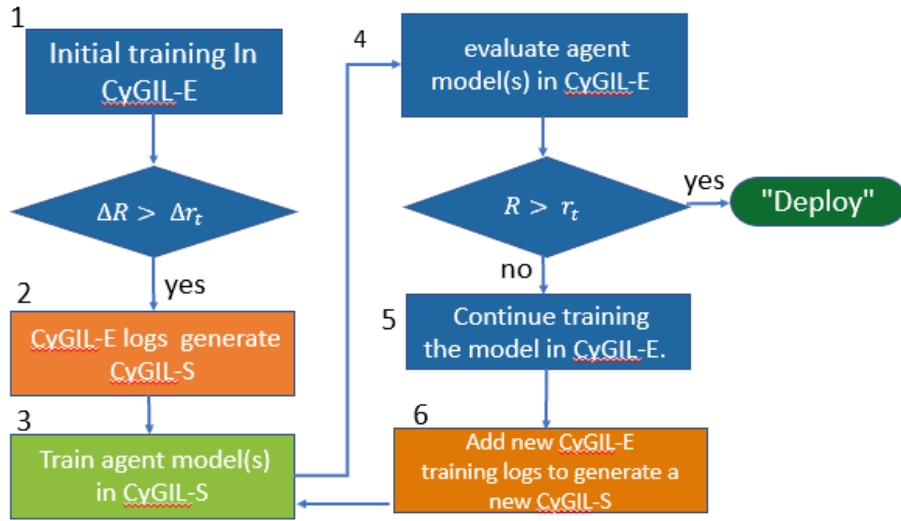 1
Initial training In
CyGIL-E
ΔR > Δr_t
yes
2
CyGIL-E logs generate
CyGIL-S
3
Train agent model(s)
in CyGIL-S
4
evaluate agent
model(s) in CyGIL-E
R > r_t
yes
"Deploy"
no
5
Continue training
the model in CyGIL-E.
6
Add new CyGIL-E
training logs to generate a
new CyGIL-S